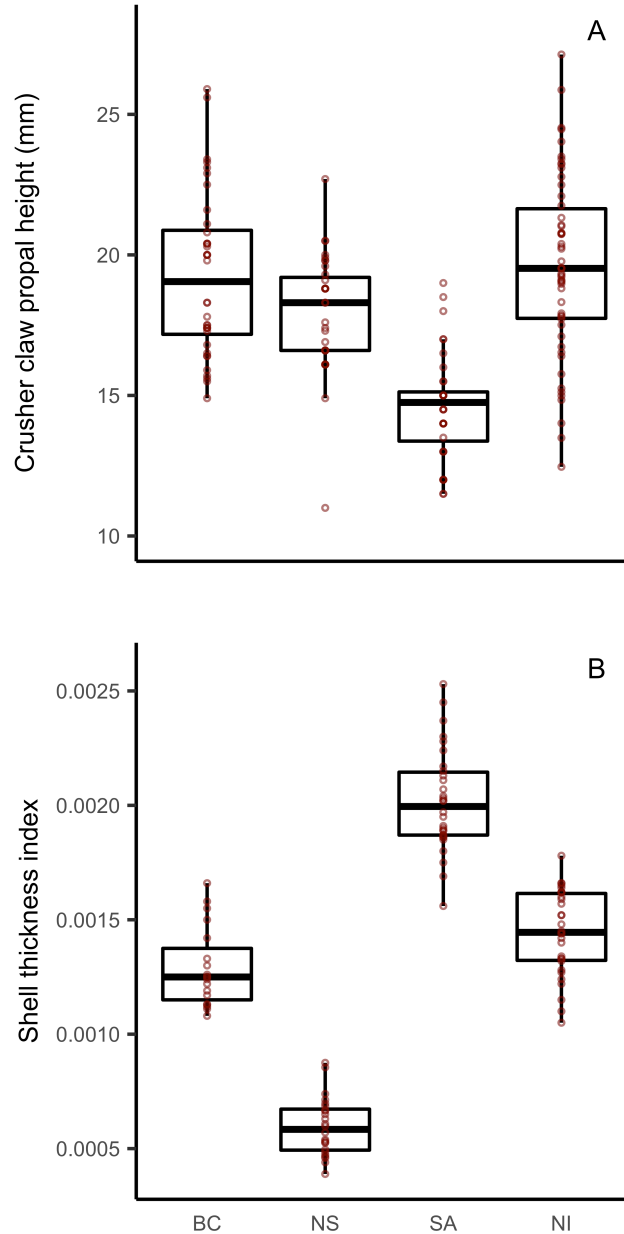 A
Crusher claw propal height (mm)
25
20
15
10
B
Shell thickness index
0.0025
0.0020
0.0015
0.0010
0.0005
BC NS SA NI